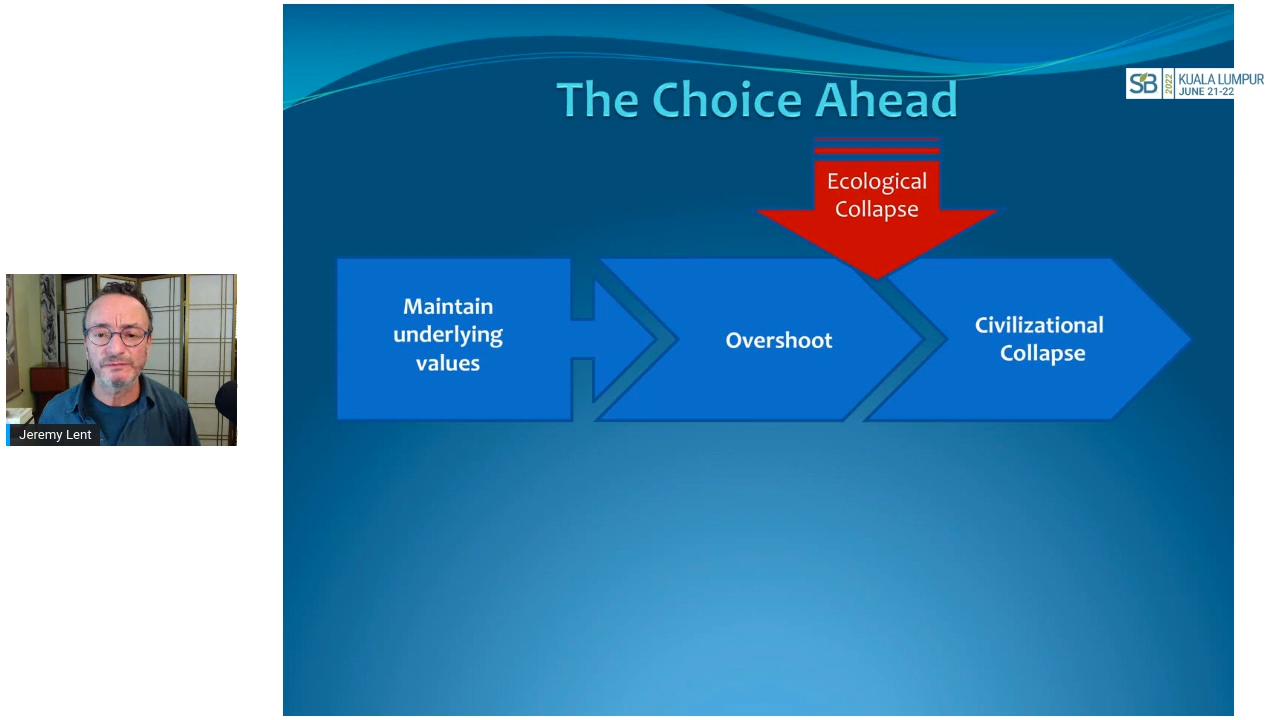 The Choice Ahead
SB
2022
KUALA LUMPUR
JUNE 21-22
Ecological
Collapse
Maintain
underlying
values
Overshoot
Civilizational
Collapse
Jeremy Lent